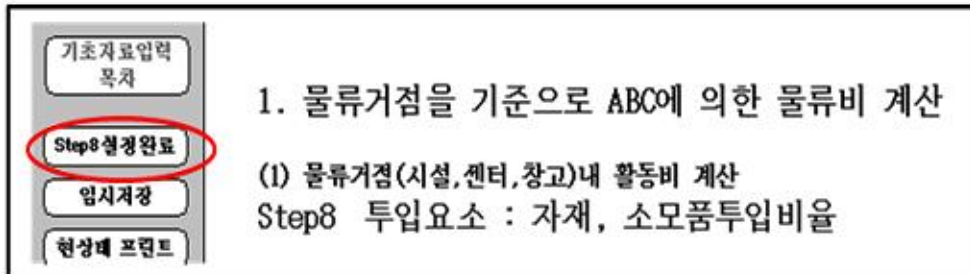 기초자료입력
목차
Step8설정완료
임시저장
현상태 프린트
1. 물류거점을 기준으로 ABC에 의한 물류비 계산
(1) 물류거점(시설,센터,창고)내 활동비 계산
Step8 투입요소 : 자재, 소모품투입비율